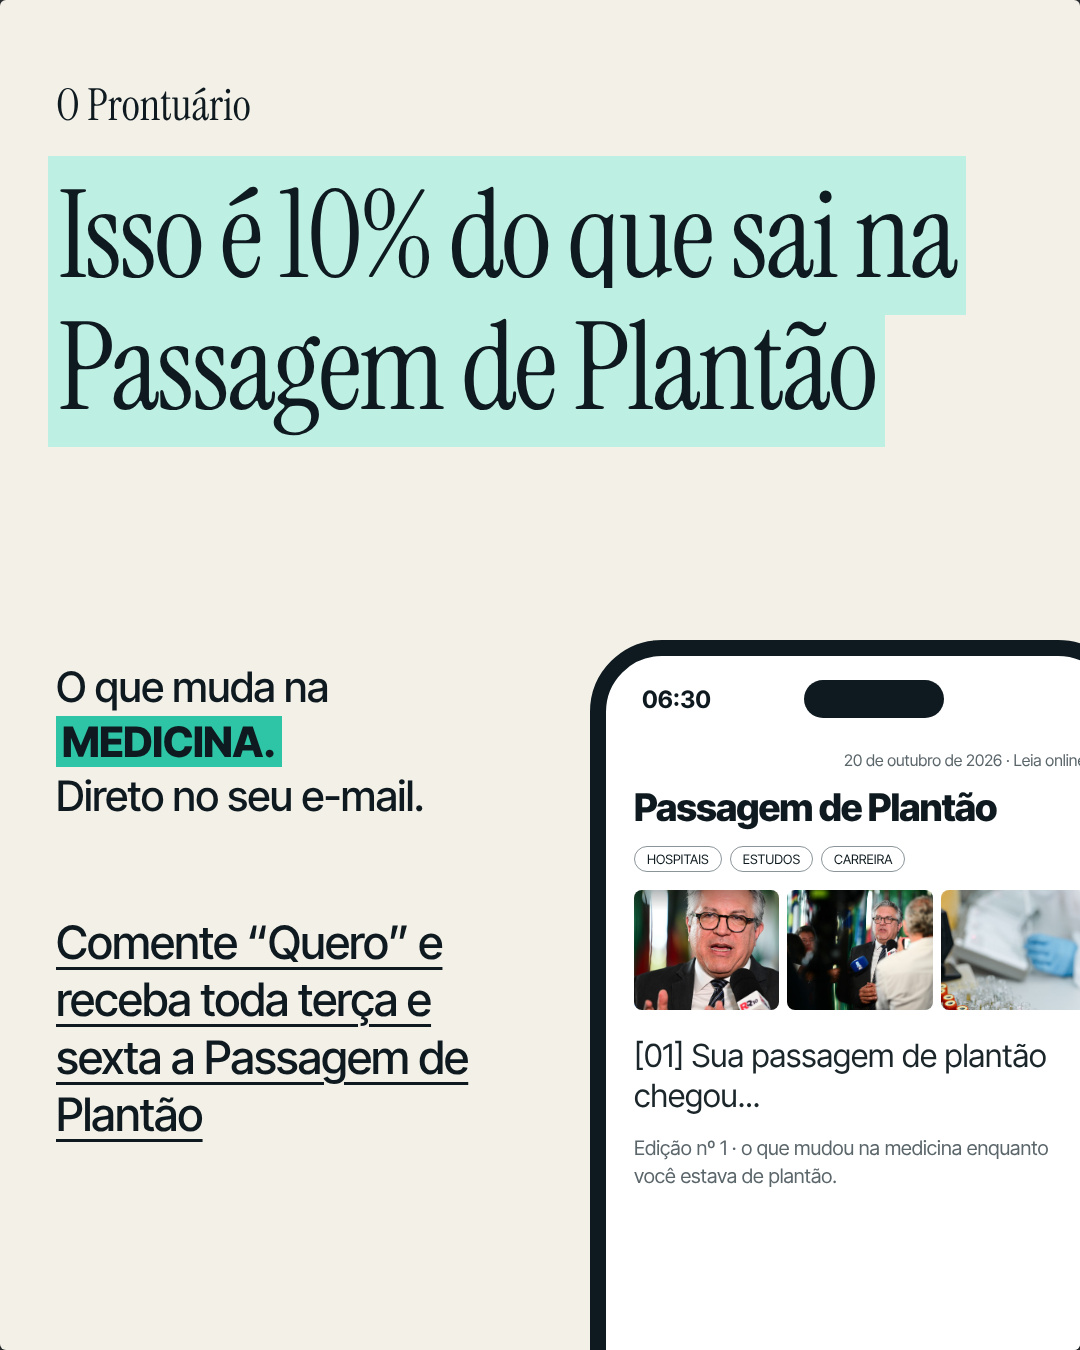 O Prontuário
Isso é 10% do que sai na
Passagem de Plantão
O que muda na
MEDICINA.
Direto no seu e-mail.
Comente “Quero” e
receba toda terça e
sexta a Passagem de
Plantão
06:30
20 de outubro de 2026 · Leia online
Passagem de Plantão
HOSPITAIS
ESTUDOS
CARREIRA
[01] Sua passagem de plantão
chegou...
Edição nº 1 · o que mudou na medicina enquanto
você estava de plantão.